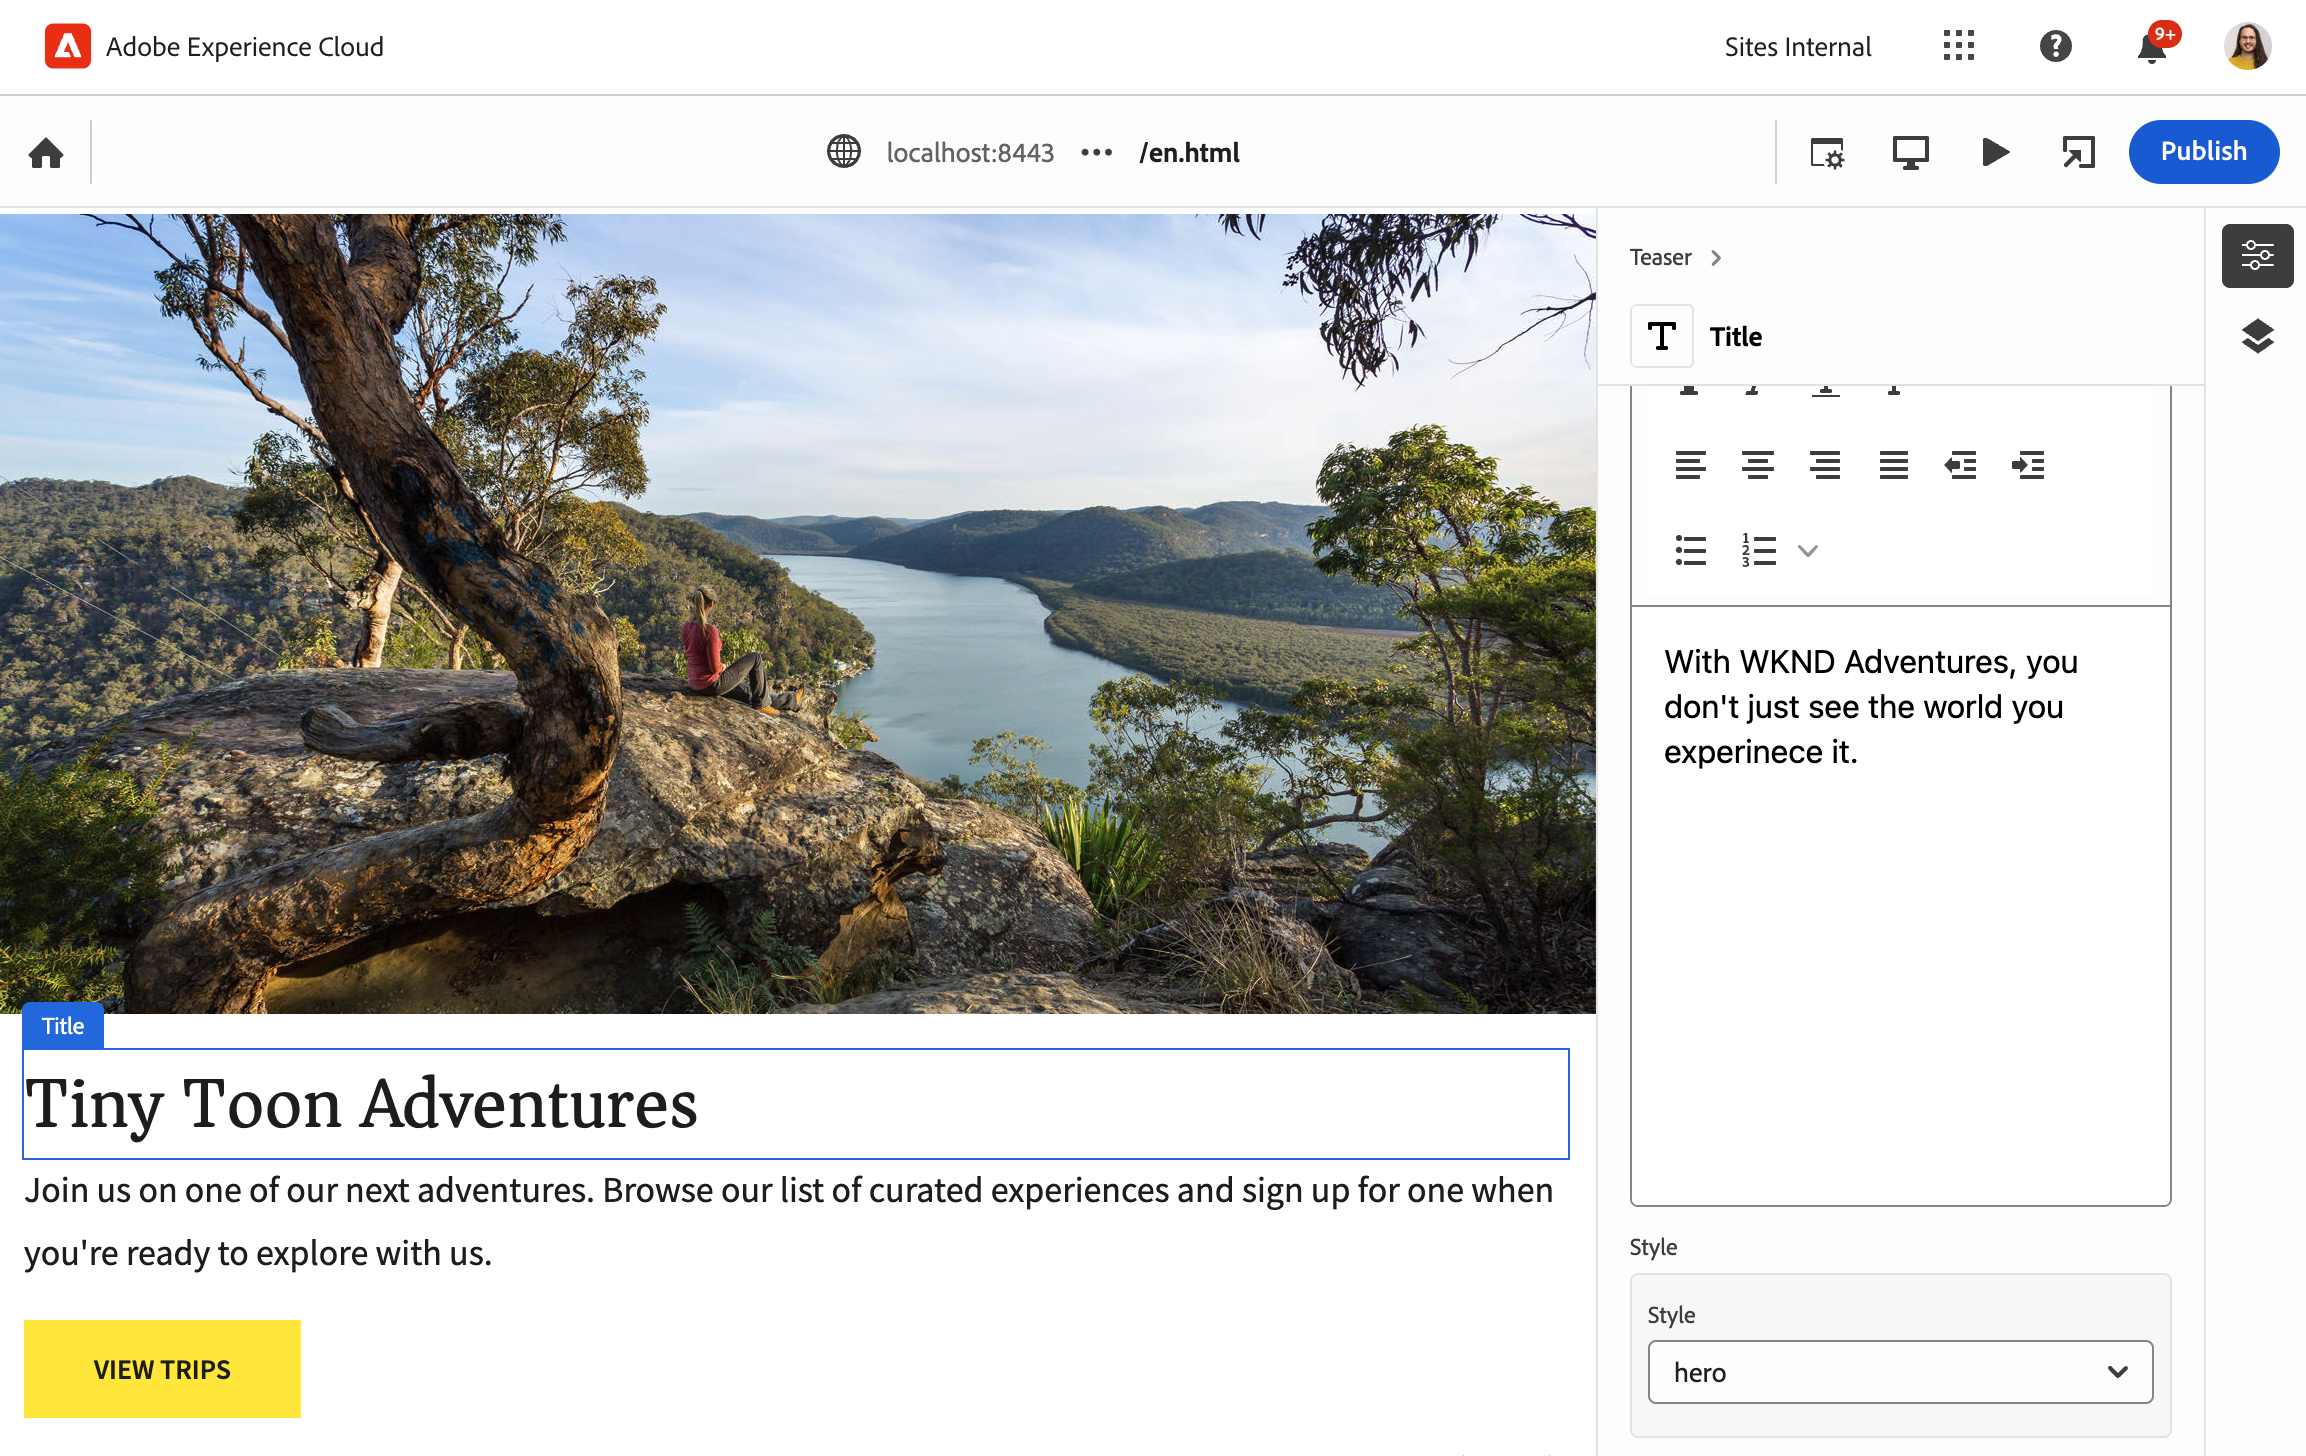 Adobe Experience Cloud
Sites Internal
9+
localhost:8443 ••• /en.html
Publish
Teaser
Title
With WKND Adventures, you
don't just see the world you
experinece it.
Style
Style
hero
Title
Tiny Toon Adventures
Join us on one of our next adventures. Browse our list of curated experiences and sign up for one when
you're ready to explore with us.
VIEW TRIPS